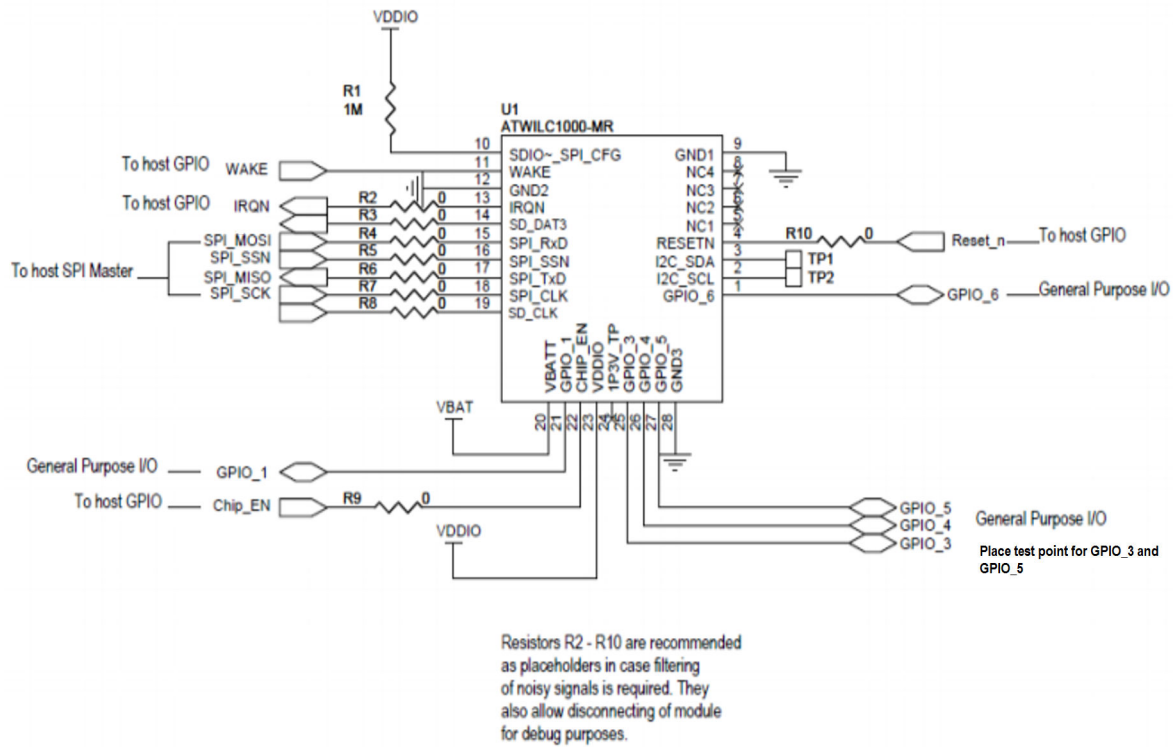 VDDIO
R1
1M
U1
ATWILC1000-MR
10 SDIO~_SPI_CFG GND1 9
To host GPIO WAKE 11 WAKE NC4 8
12 GND2 NC3 7
To host GPIO IRQN R2 0 13 IRQN NC2 6
R3 0 14 SD_DAT3 NC1 5
SPI_MOSI R4 0 15 SPI_RxD RESETN 4 R10 0 Reset_n To host GPIO
SPI_SSN R5 0 16 SPI_SSN I2C_SDA 3 TP1
To host SPI Master
SPI_MISO R6 0 17 SPI_TxD I2C_SCL 2 TP2
SPI_SCK R7 0 18 SPI_CLK GPIO_6 1 GPIO_6 General Purpose I/O
R8 0 19 SD_CLK
VBATT GPIO_1 CHIP_EN VDDIO 1P3V_TP GPIO_3 GPIO_4 GPIO_5 GND3
20 21 22 23 24 25 26 27 28
VBAT
General Purpose I/O GPIO_1
To host GPIO Chip_EN R9 0
VDDIO
GPIO_5
GPIO_4 General Purpose I/O
GPIO_3
Place test point for GPIO_3 and
GPIO_5
Resistors R2 - R10 are recommended
as placeholders in case filtering
of noisy signals is required. They
also allow disconnecting of module
for debug purposes.